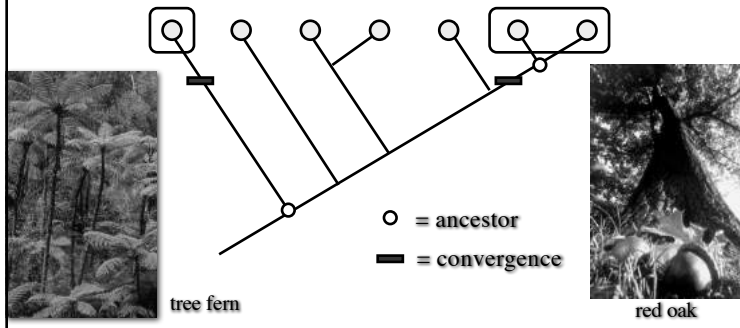 = ancestor
= convergence
tree fern
red oak